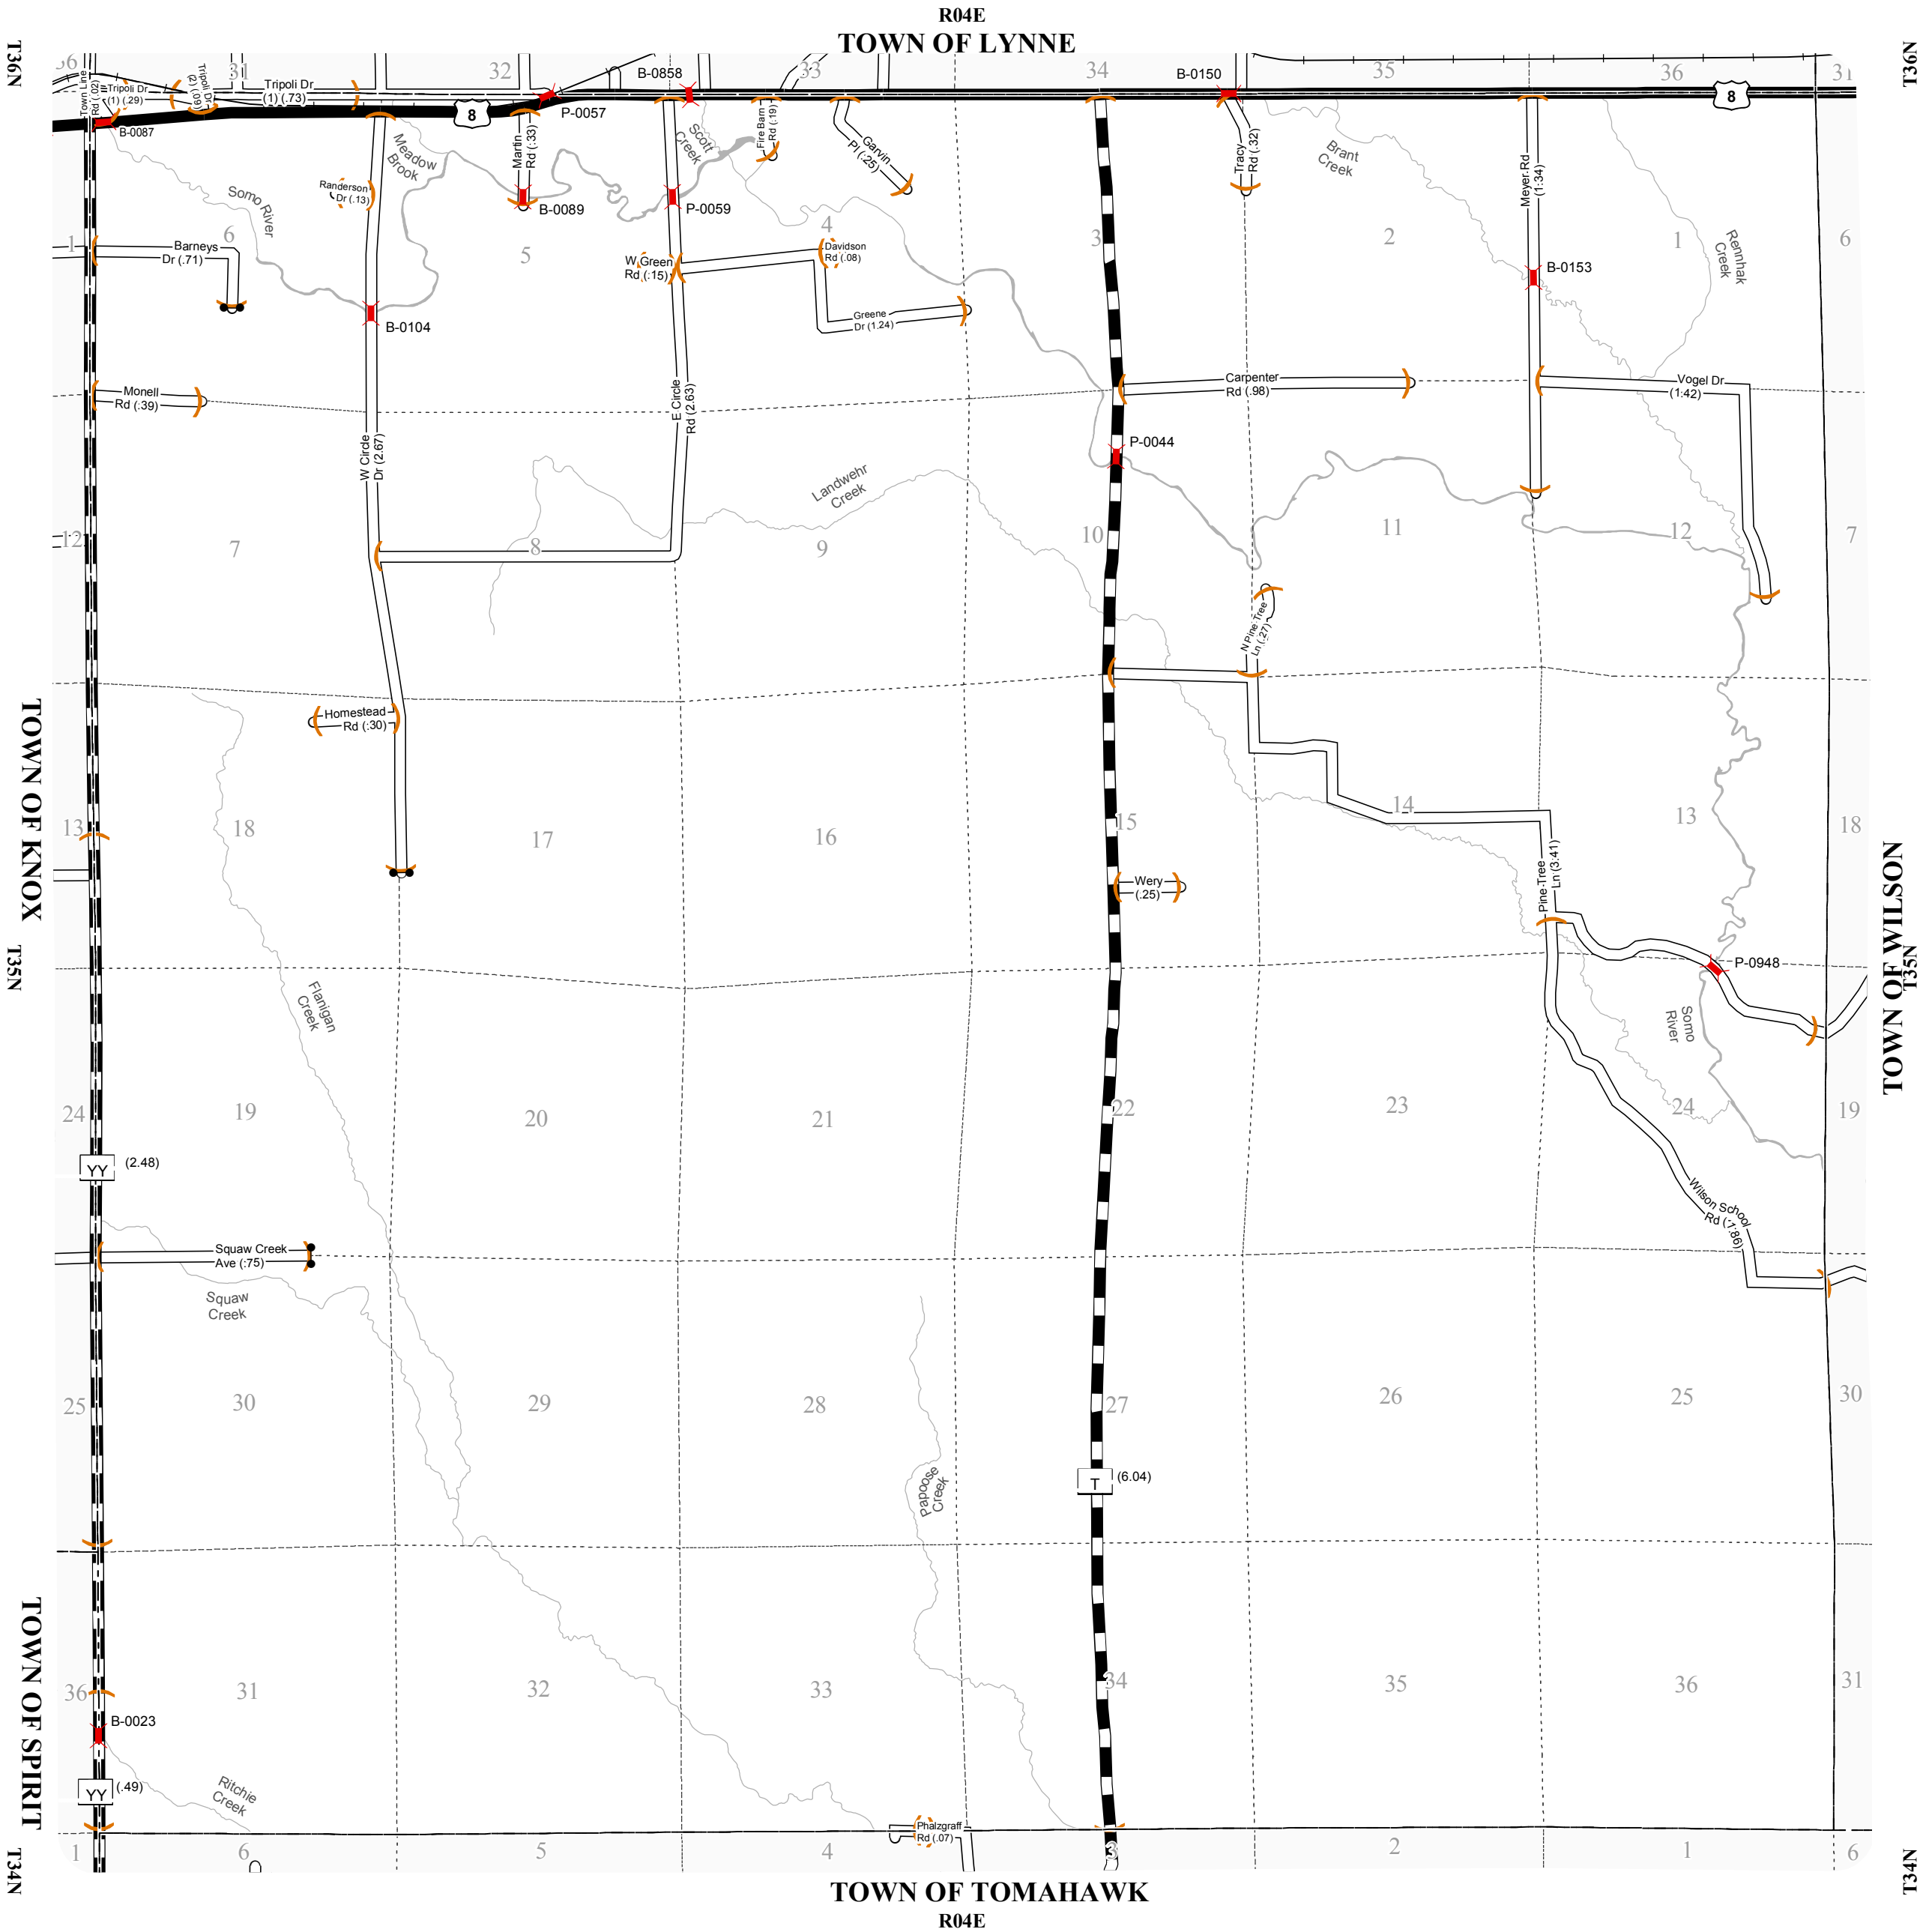 R04E
TOWN OF LYNNE
T36N
T36N
36
31
32
33
34
35
36
31
B-0858
B-0150
Town Line
Rd (.02)
Tripoli Dr
(1) (.29)
Tripoli Dr
(2) (.09)
Tripoli Dr
(1) (.73)
8
8
B-0087
P-0057
Meadow
Brook
Martin
Rd (.33)
Scott
Creek
Fire Barn
Rd (.19)
Garvin
Pl (.25)
Tracy
Rd (.32)
Brant
Creek
Meyer Rd
(1.34)
Randerson
Dr (.13)
Somo River
B-0089
P-0059
1
6
5
4
3
2
1
6
Rennhak
Creek
Barneys
Dr (.71)
W Green
Rd (.15)
Davidson
Rd (.08)
B-0153
B-0104
Greene
Dr (1.24)
Monell
Rd (.39)
E Circle
Rd (2.63)
Carpenter
Rd (.98)
Vogel Dr
(1.42)
W Circle
Dr (2.67)
P-0044
Landwehr
Creek
12
7
8
9
10
11
12
7
N Pine Tree
Ln (.27)
Homestead
Rd (.30)
TOWN OF KNOX
13
18
17
16
15
14
13
18
Wery
(.25)
Pine Tree
Ln (3.41)
TOWN OF WILSON
T35N
T35N
P-0948
Flanigan
Creek
Somo
River
24
19
20
21
22
23
24
19
YY
(2.48)
Wilson School
Rd (1.86)
Squaw Creek
Ave (.75)
Squaw
Creek
25
30
29
28
27
26
25
30
Papoose
Creek
T
(6.04)
TOWN OF SPIRIT
36
31
32
33
34
35
36
31
B-0023
YY
(.49)
Ritchie
Creek
Phalzgraff
Rd (.07)
1
6
5
4
3
2
1
6
T34N
T34N
TOWN OF TOMAHAWK
R04E